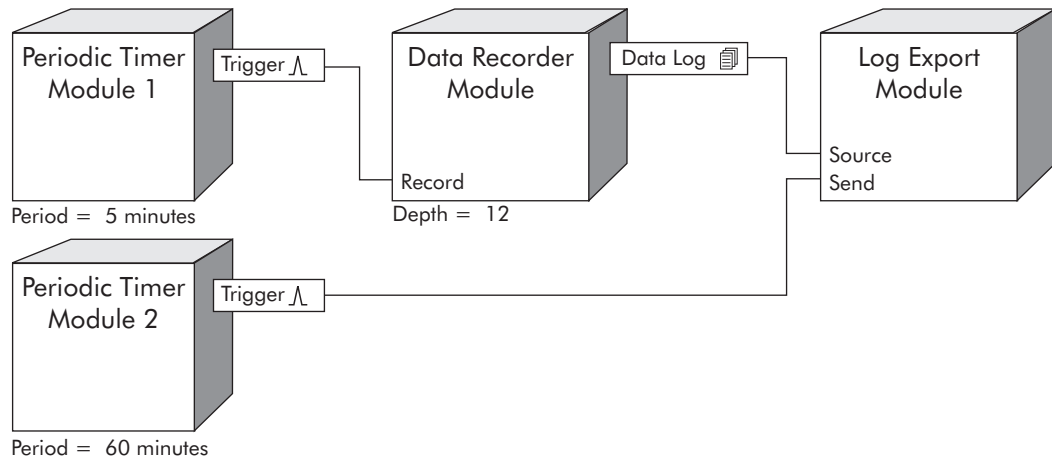 Periodic Timer
Module 1
Trigger
Period = 5 minutes
Data Recorder
Module
Data Log
Record
Depth = 12
Log Export
Module
Source
Send
Periodic Timer
Module 2
Trigger
Period = 60 minutes